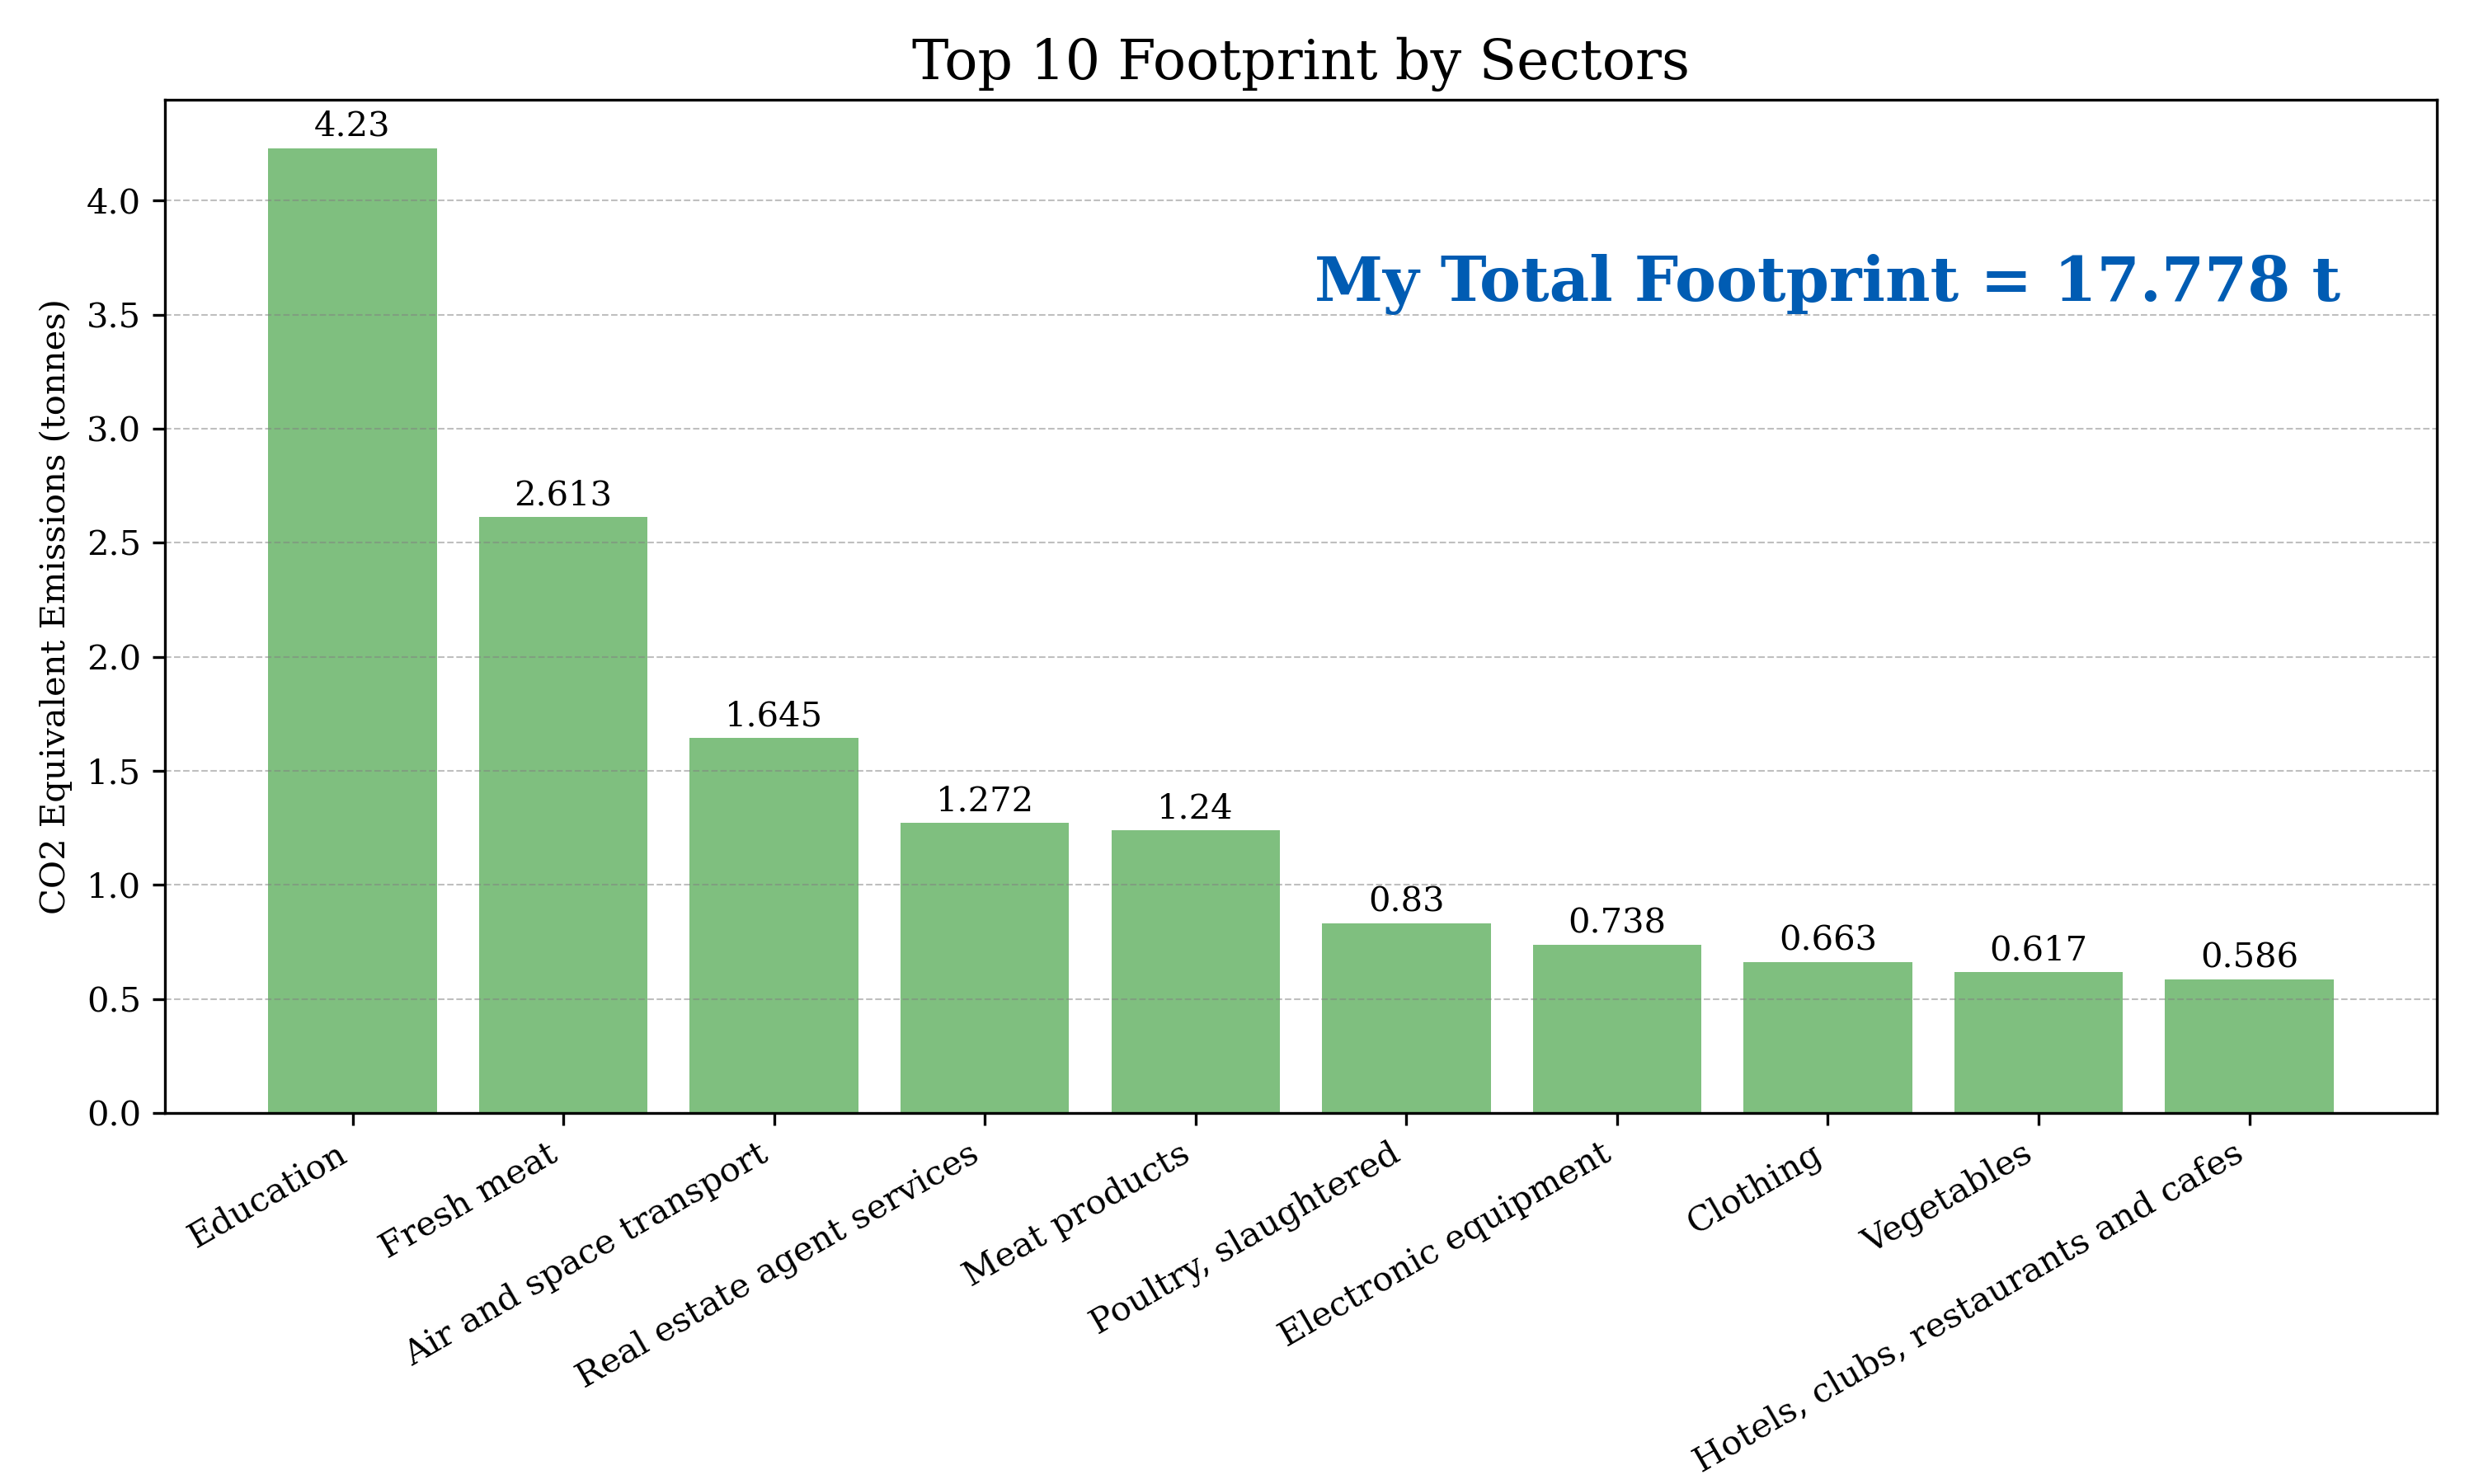 Top 10 Footprint by Sectors
My Total Footprint = 17.778 t
CO2 Equivalent Emissions (tonnes)
4.0
3.5
3.0
2.5
2.0
1.5
1.0
0.5
0.0
4.23
2.613
1.645
1.272
1.24
0.83
0.738
0.663
0.617
0.586
Education
Fresh meat
Air and space transport
Real estate agent services
Meat products
Poultry, slaughtered
Electronic equipment
Clothing
Vegetables
Hotels, clubs, restaurants and cafes